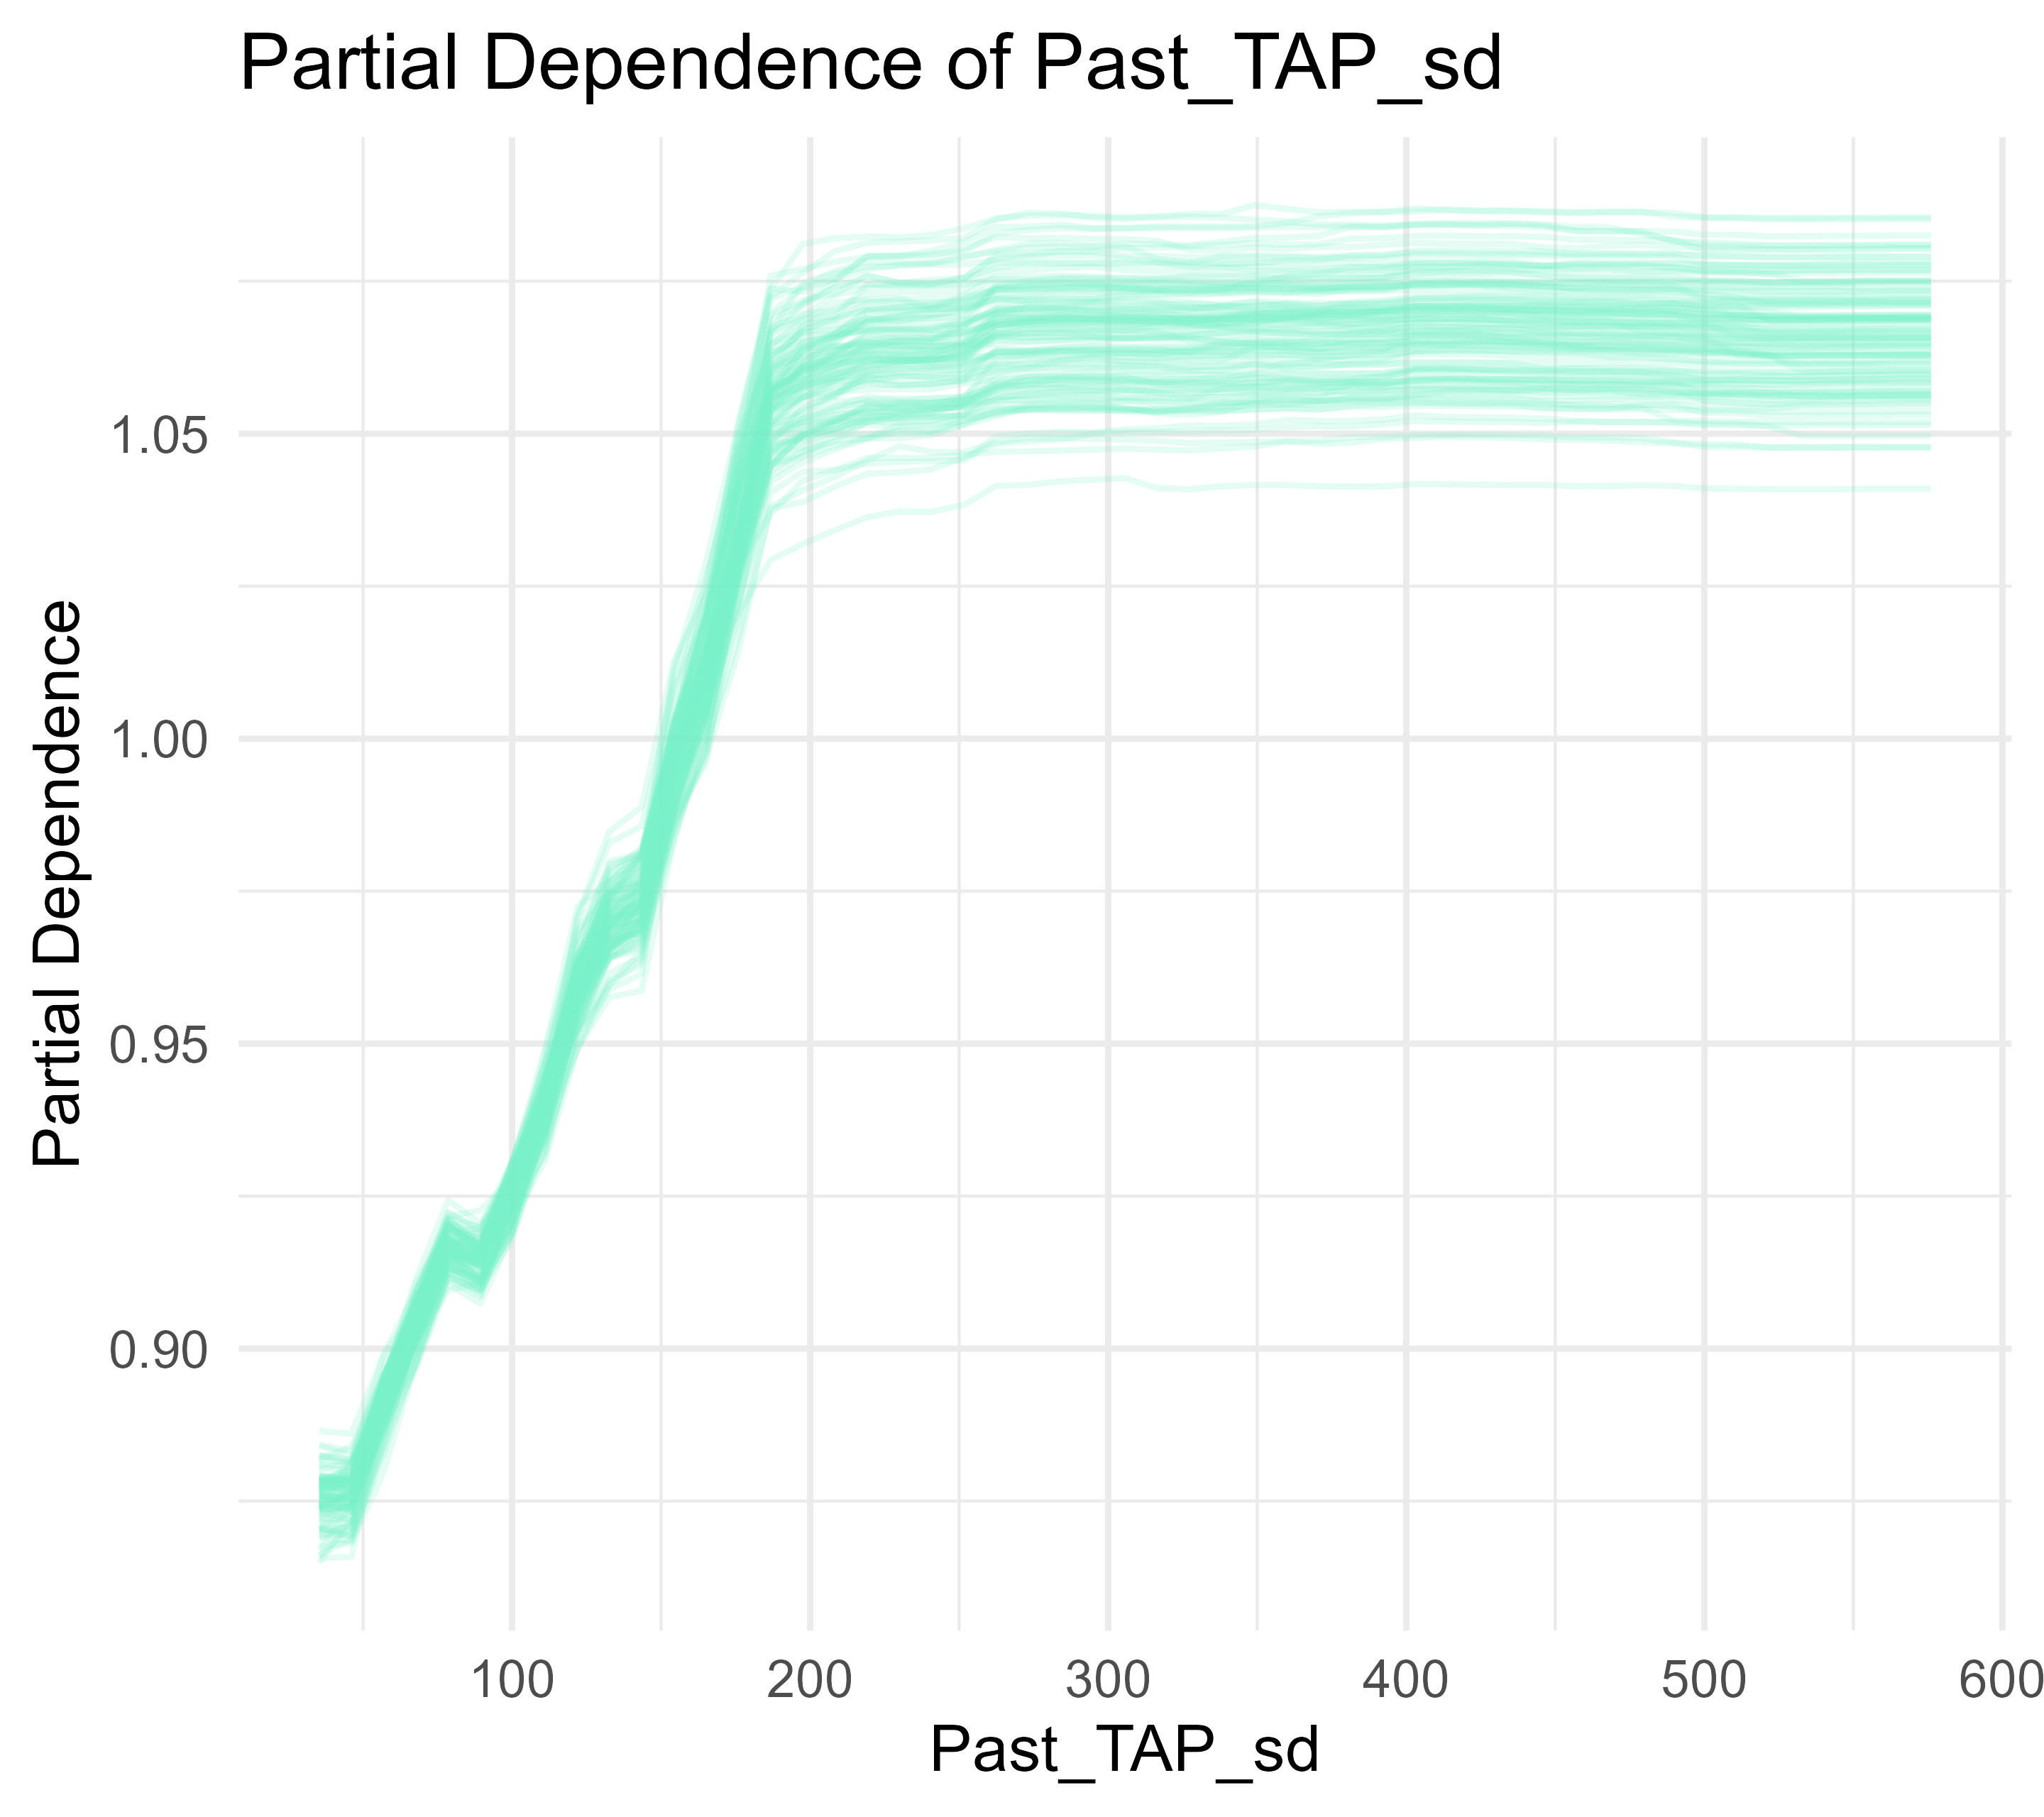 Partial Dependence of Past_TAP_sd
Partial Dependence
1.05
1.00
0.95
0.90
100 200 300 400 500 600
Past_TAP_sd